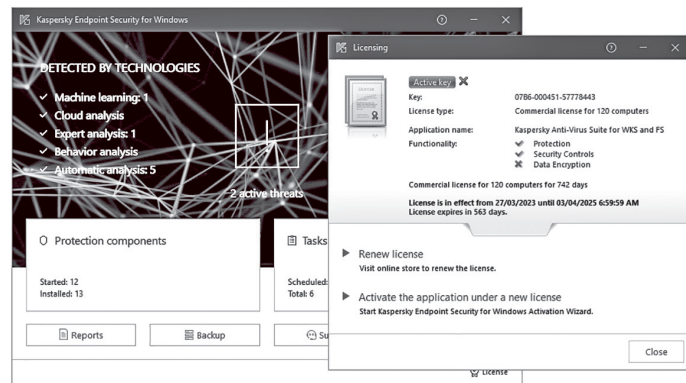 Kaspersky Endpoint Security for Windows
DETECTED BY TECHNOLOGIES
Machine learning: 1
Cloud analysis
Expert analysis: 1
Behavior analysis
Automatic analysis: 5
2 active threats
Protection components
Started: 12
Installed: 13
Tasks
Scheduled:
Total: 6
Reports
Backup
Su
License
Licensing
Active key
Key: 07B6-000451-57778443
License type: Commercial license for 120 computers
Application name: Kaspersky Anti-Virus Suite for WKS and FS
Functionality: Protection
Security Controls
Data Encryption
Commercial license for 120 computers for 742 days
License is in effect from 27/03/2023 until 03/04/2025 6:59:59 AM
License expires in 563 days.
Renew license
Visit online store to renew the license.
Activate the application under a new license
Start Kaspersky Endpoint Security for Windows Activation Wizard.
Close